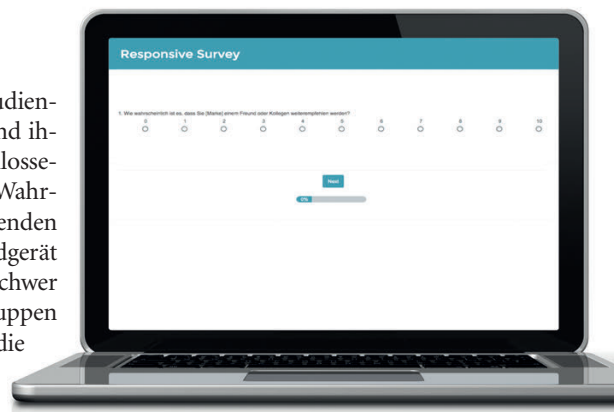 udien-
nd ih-
losse-
Wahr-
enden
dgerät
chwer
uppen
die
Responsive Survey
1. Wie wahrscheinlich ist es, dass Sie [Marke] einem Freund oder Kollegen weiterempfehlen werden?
0 1 2 3 4 5 6 7 8 9 10
Next
0%